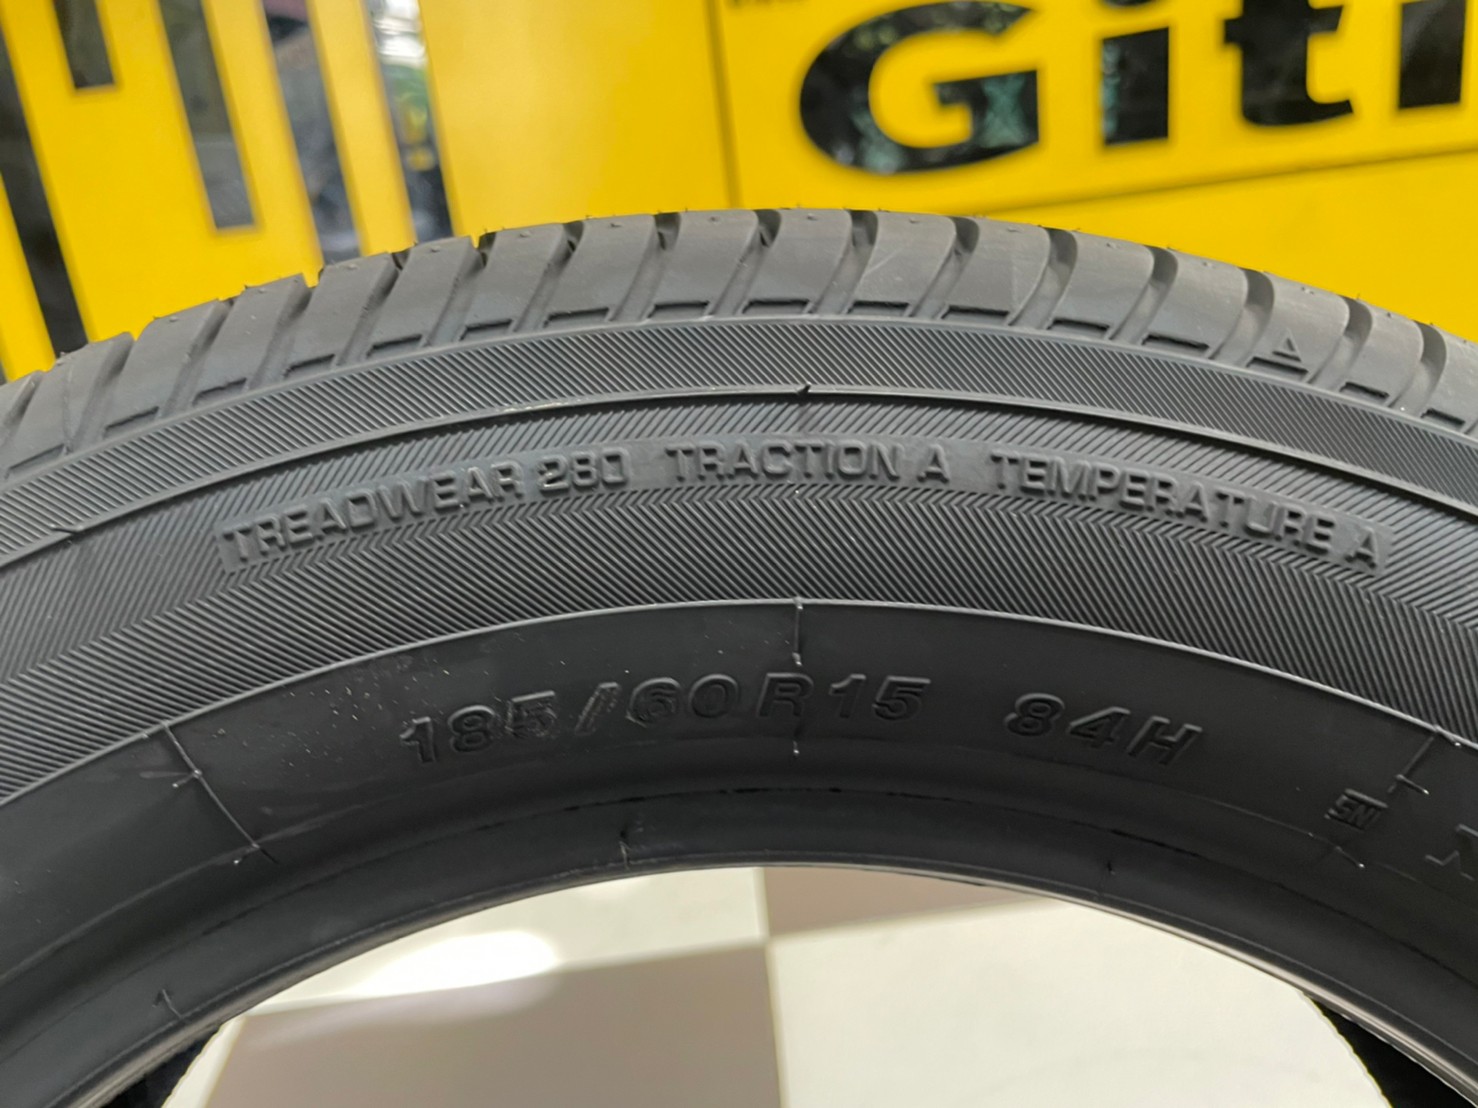 Giti
TREADWEAR 280 TRACTION A TEMPERATURE A
185/60R15 84H